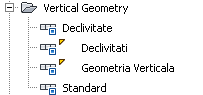 Vertical Geometry
Declivitate
Declivitati
Geometria Verticala
Standard